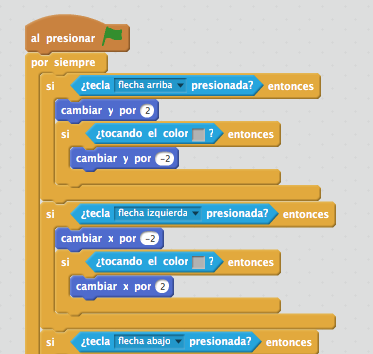 al presionar
por siempre
si ¿tecla flecha arriba presionada? entonces
cambiar y por 2
si ¿tocando el color ? entonces
cambiar y por -2
si ¿tecla flecha izquierda presionada? entonces
cambiar x por -2
si ¿tocando el color ? entonces
cambiar x por 2
si ¿tecla flecha abajo presionada? entonces